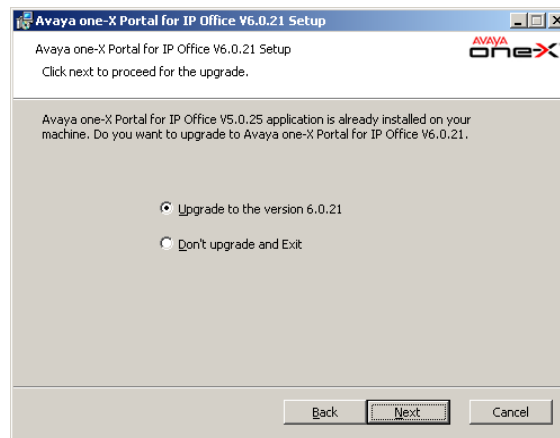 Avaya one-X Portal for IP Office V6.0.21 Setup
Avaya one-X Portal for IP Office V6.0.21 Setup
Click next to proceed for the upgrade.
AVAYA
one-X
Avaya one-X Portal for IP Office V5.0.25 application is already installed on your
machine. Do you want to upgrade to Avaya one-X Portal for IP Office V6.0.21.
Upgrade to the version 6.0.21
Don't upgrade and Exit
Back Next Cancel